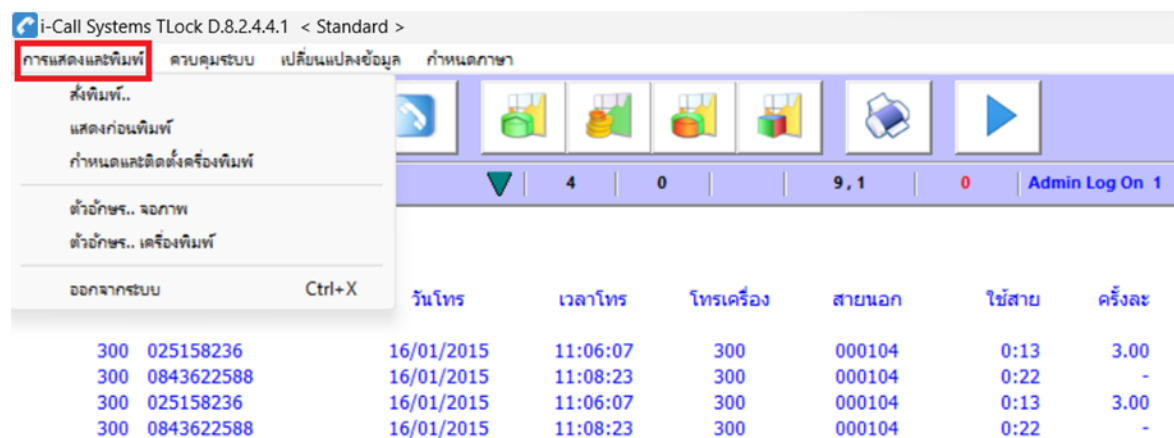 i-Call Systems TLock D.8.2.4.4.1 < Standard >
การแสดงและพิมพ์ ควบคุมระบบ เปลี่ยนแปลงข้อมูล กำหนดภาษา
สั่งพิมพ์..
แสดงก่อนพิมพ์
กำหนดและติดตั้งเครื่องพิมพ์
4 0 9,1 0 Admin Log On 1
ตัวอักษร.. จอภาพ
ตัวอักษร.. เครื่องพิมพ์
ออกจากระบบ Ctrl+X
วันโทร เวลาโทร โทรเครื่อง สายนอก ใช้สาย ครั้งละ
300 025158236 16/01/2015 11:06:07 300 000104 0:13 3.00
300 0843622588 16/01/2015 11:08:23 300 000104 0:22 -
300 025158236 16/01/2015 11:06:07 300 000104 0:13 3.00
300 0843622588 16/01/2015 11:08:23 300 000104 0:22 -